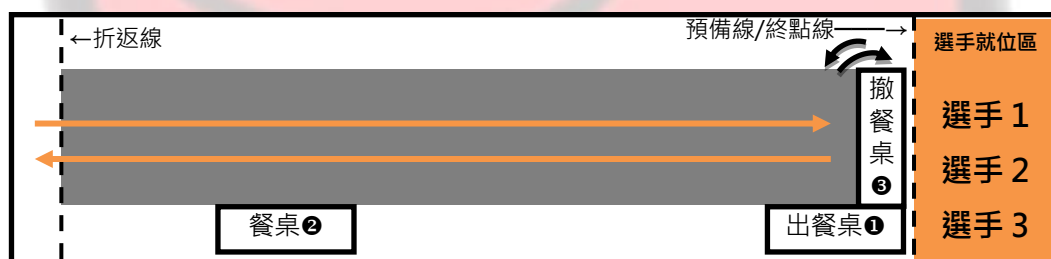 ←折返線
預備線/終點線——→
選手就位區
撤餐桌❸
選手 1
選手 2
選手 3
餐桌❷
出餐桌❶